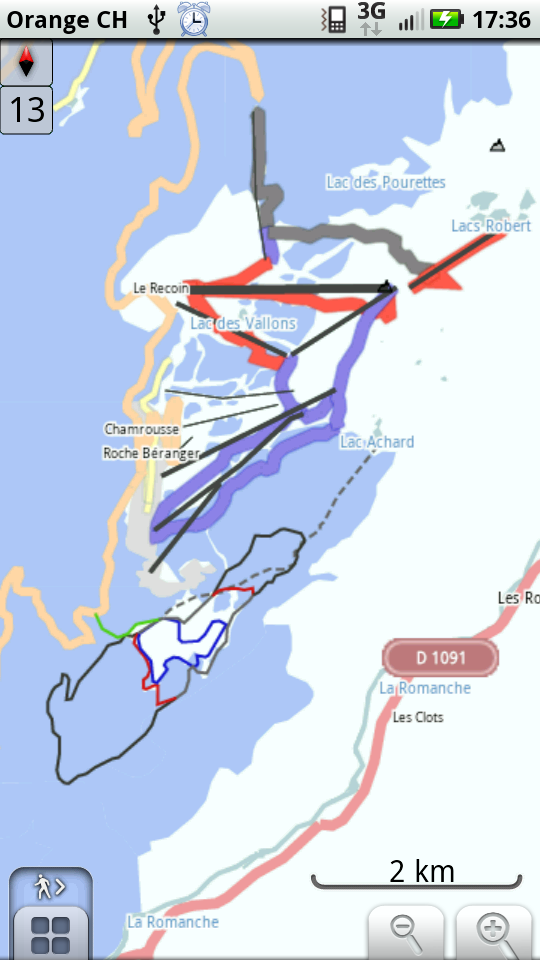 Orange CH 3G 17:36
13
Lac des Pourettes
Lacs Robert
Le Recoin
Lac des Vallons
Chamrousse
Lac Achard
Roche Béranger
Les Ro
D 1091
La Romanche
Les Clots
2 km
La Romanche